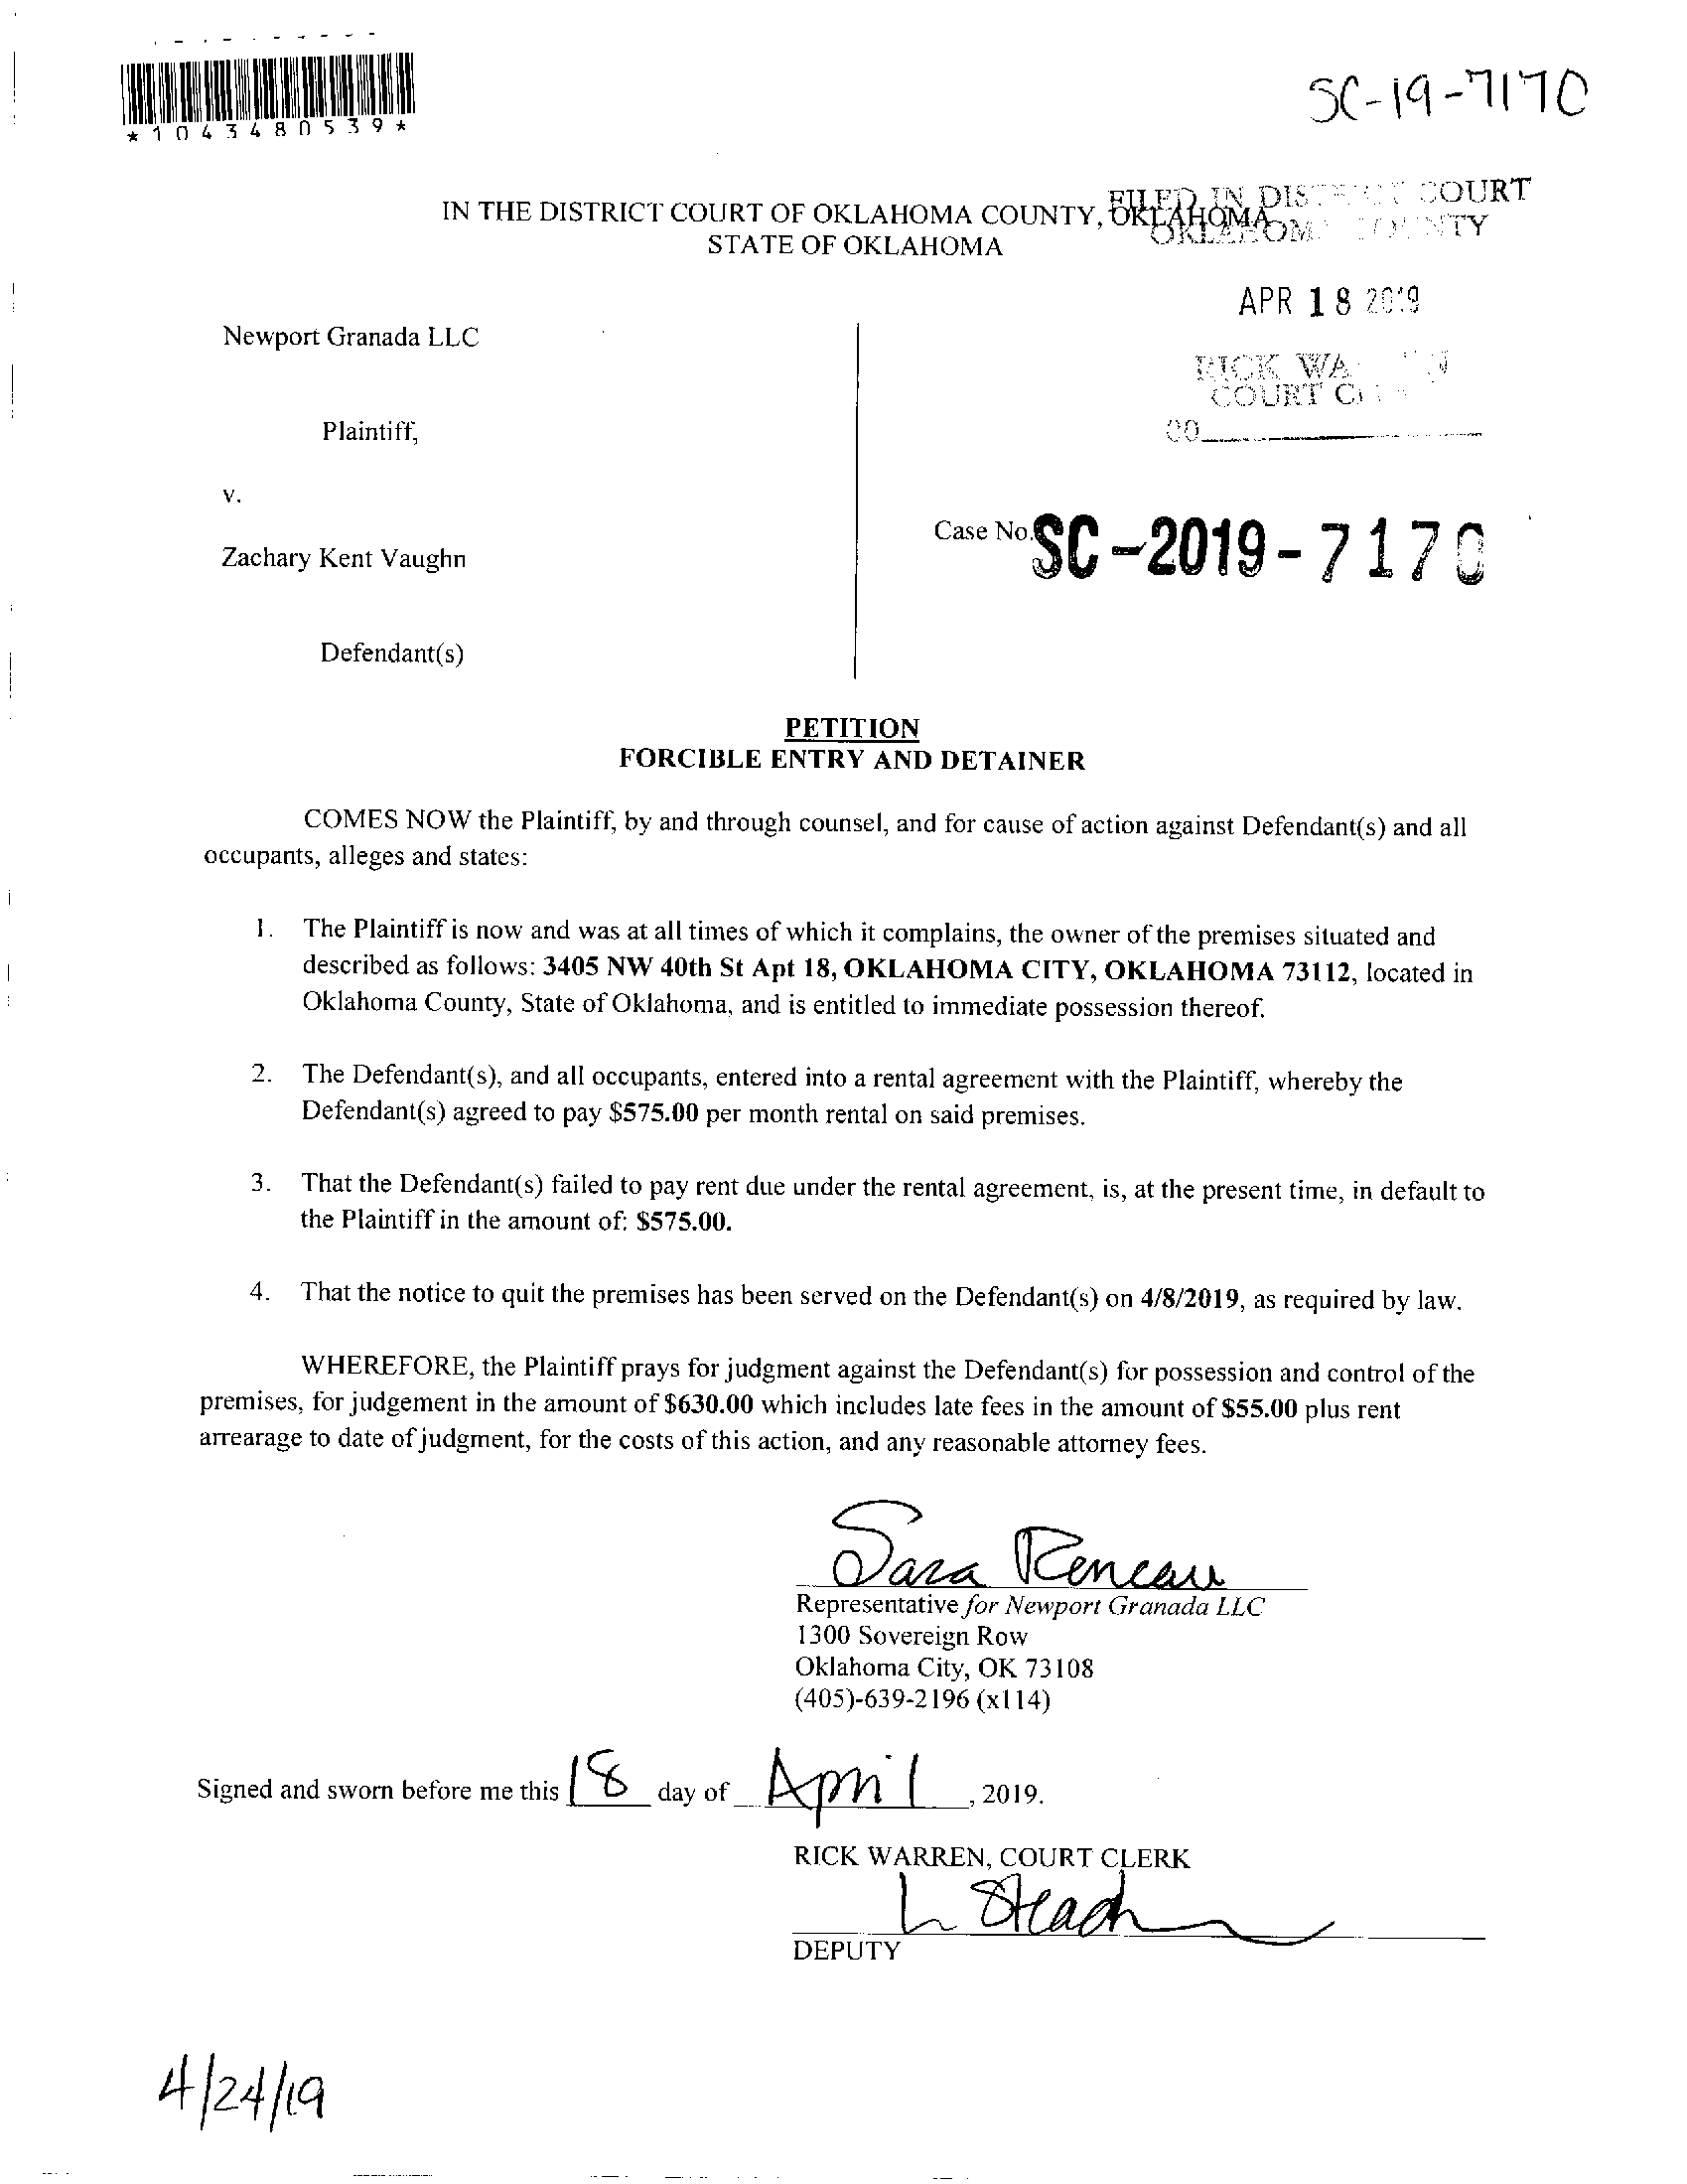 SC-19-7170
*1043480539*
FILED IN DISTRICT COURT
IN THE DISTRICT COURT OF OKLAHOMA COUNTY, OKLAHOMA
OKLAHOMA COUNTY
STATE OF OKLAHOMA
APR 18 2019
Newport Granada LLC
RICK WARREN
COURT CLERK
Plaintiff,
v.
Case No. SC-2019-7170
Zachary Kent Vaughn
Defendant(s)
PETITION
FORCIBLE ENTRY AND DETAINER
COMES NOW the Plaintiff, by and through counsel, and for cause of action against Defendant(s) and all
occupants, alleges and states:
1. The Plaintiff is now and was at all times of which it complains, the owner of the premises situated and
described as follows: 3405 NW 40th St Apt 18, OKLAHOMA CITY, OKLAHOMA 73112, located in
Oklahoma County, State of Oklahoma, and is entitled to immediate possession thereof.
2. The Defendant(s), and all occupants, entered into a rental agreement with the Plaintiff, whereby the
Defendant(s) agreed to pay $575.00 per month rental on said premises.
3. That the Defendant(s) failed to pay rent due under the rental agreement, is, at the present time, in default to
the Plaintiff in the amount of: $575.00.
4. That the notice to quit the premises has been served on the Defendant(s) on 4/8/2019, as required by law.
WHEREFORE, the Plaintiff prays for judgment against the Defendant(s) for possession and control of the
premises, for judgement in the amount of $630.00 which includes late fees in the amount of $55.00 plus rent
arrearage to date of judgment, for the costs of this action, and any reasonable attorney fees.
Sara Reneau
Representative for Newport Granada LLC
1300 Sovereign Row
Oklahoma City, OK 73108
(405)-639-2196 (x114)
Signed and sworn before me this 18 day of April, 2019.
RICK WARREN, COURT CLERK
DEPUTY
4/24/19